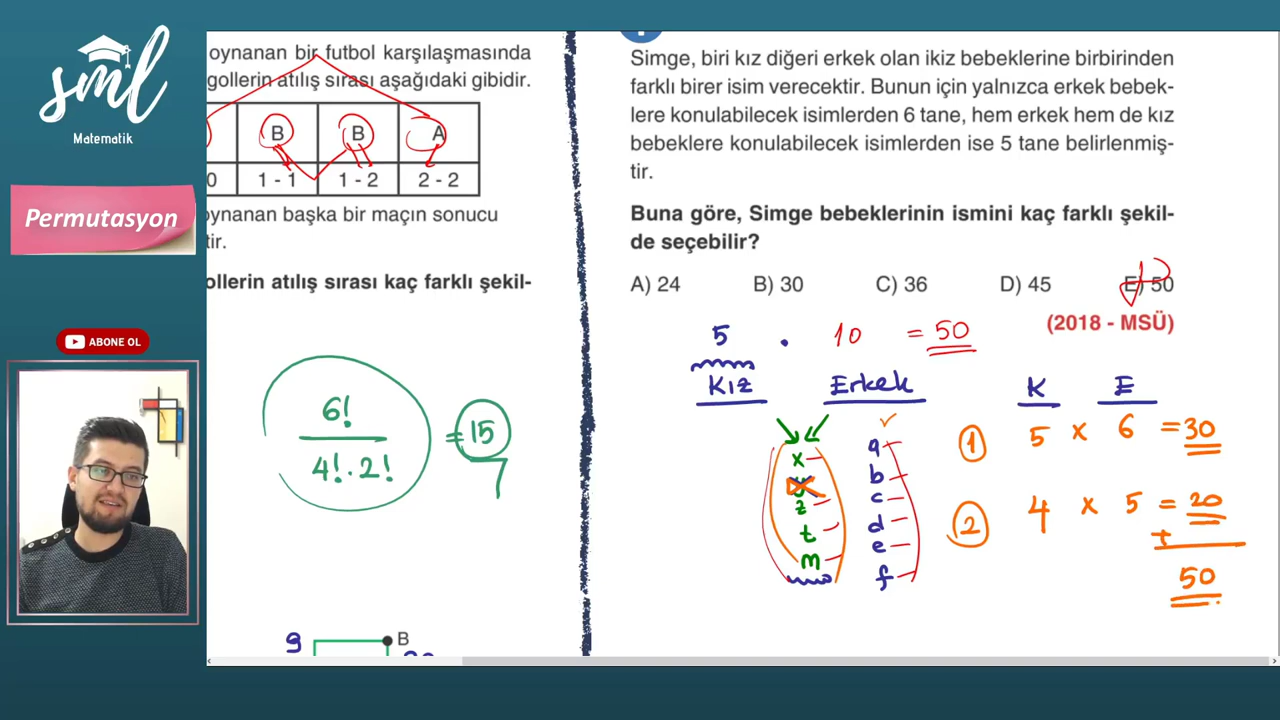 sml
Matematik
Permutasyon
ABONE OL
oynanan bir futbol karşılaşmasında
gollerin atılış sırası aşağıdaki gibidir.
B B A
0 1 - 1 1 - 2 2 - 2
oynanan başka bir maçın sonucu
tir.
ollerin atılış sırası kaç farklı şekil-
6!
4! · 2!
= 15
9
B
Simge, biri kız diğeri erkek olan ikiz bebeklerine birbirinden
farklı birer isim verecektir. Bunun için yalnızca erkek bebek-
lere konulabilecek isimlerden 6 tane, hem erkek hem de kız
bebeklere konulabilecek isimlerden ise 5 tane belirlenmiş-
tir.
Buna göre, Simge bebeklerinin ismini kaç farklı şekil-
de seçebilir?
A) 24 B) 30 C) 36 D) 45 E) 50
(2018 - MSÜ)
5 . 10 = 50
Kız Erkek
x a
b
z c
t d
m e
f
K E
1 5 x 6 = 30
2 4 x 5 = 20
+
50